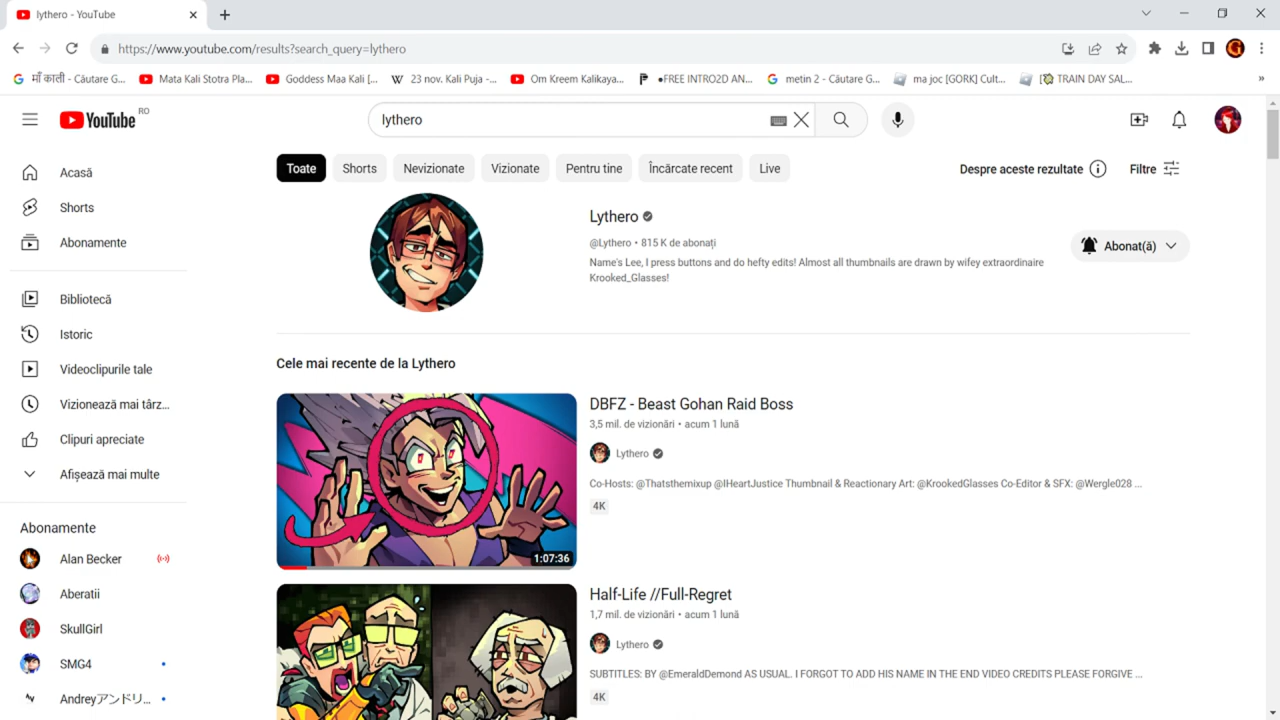 lythero - YouTube
https://www.youtube.com/results?search_query=lythero
माँ काली - Căutare G...
Mata Kali Stotra Pla...
Goddess Maa Kali [...
23 nov. Kali Puja -...
Om Kreem Kalikaya...
●FREE INTRO2D AN...
metin 2 - Căutare G...
ma joc [GORK] Cult...
TRAIN DAY SAL...
YouTube RO
lythero
Toate
Shorts
Nevizionate
Vizionate
Pentru tine
Încărcate recent
Live
Despre aceste rezultate
Filtre
Acasă
Shorts
Abonamente
Bibliotecă
Istoric
Videoclipurile tale
Vizionează mai târz...
Clipuri apreciate
Afișează mai multe
Abonamente
Alan Becker
Aberatii
SkullGirl
SMG4
Andreyアンドリ...
Lythero
@Lythero • 815 K de abonați
Name's Lee, I press buttons and do hefty edits! Almost all thumbnails are drawn by wifey extraordinaire
Krooked_Glasses!
Abonat(ă)
Cele mai recente de la Lythero
1:07:36
DBFZ - Beast Gohan Raid Boss
3,5 mil. de vizionări • acum 1 lună
Lythero
Co-Hosts: @Thatsthemixup @IHeartJustice Thumbnail & Reactionary Art: @KrookedGlasses Co-Editor & SFX: @Wergle028 ...
4K
Half-Life //Full-Regret
1,7 mil. de vizionări • acum 1 lună
Lythero
SUBTITLES: BY @EmeraldDemond AS USUAL. I FORGOT TO ADD HIS NAME IN THE END VIDEO CREDITS PLEASE FORGIVE ...
4K